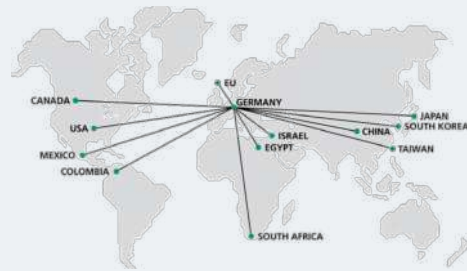 EU
GERMANY
CANADA
JAPAN
SOUTH KOREA
USA
CHINA
ISRAEL
EGYPT
TAIWAN
MEXICO
COLOMBIA
SOUTH AFRICA